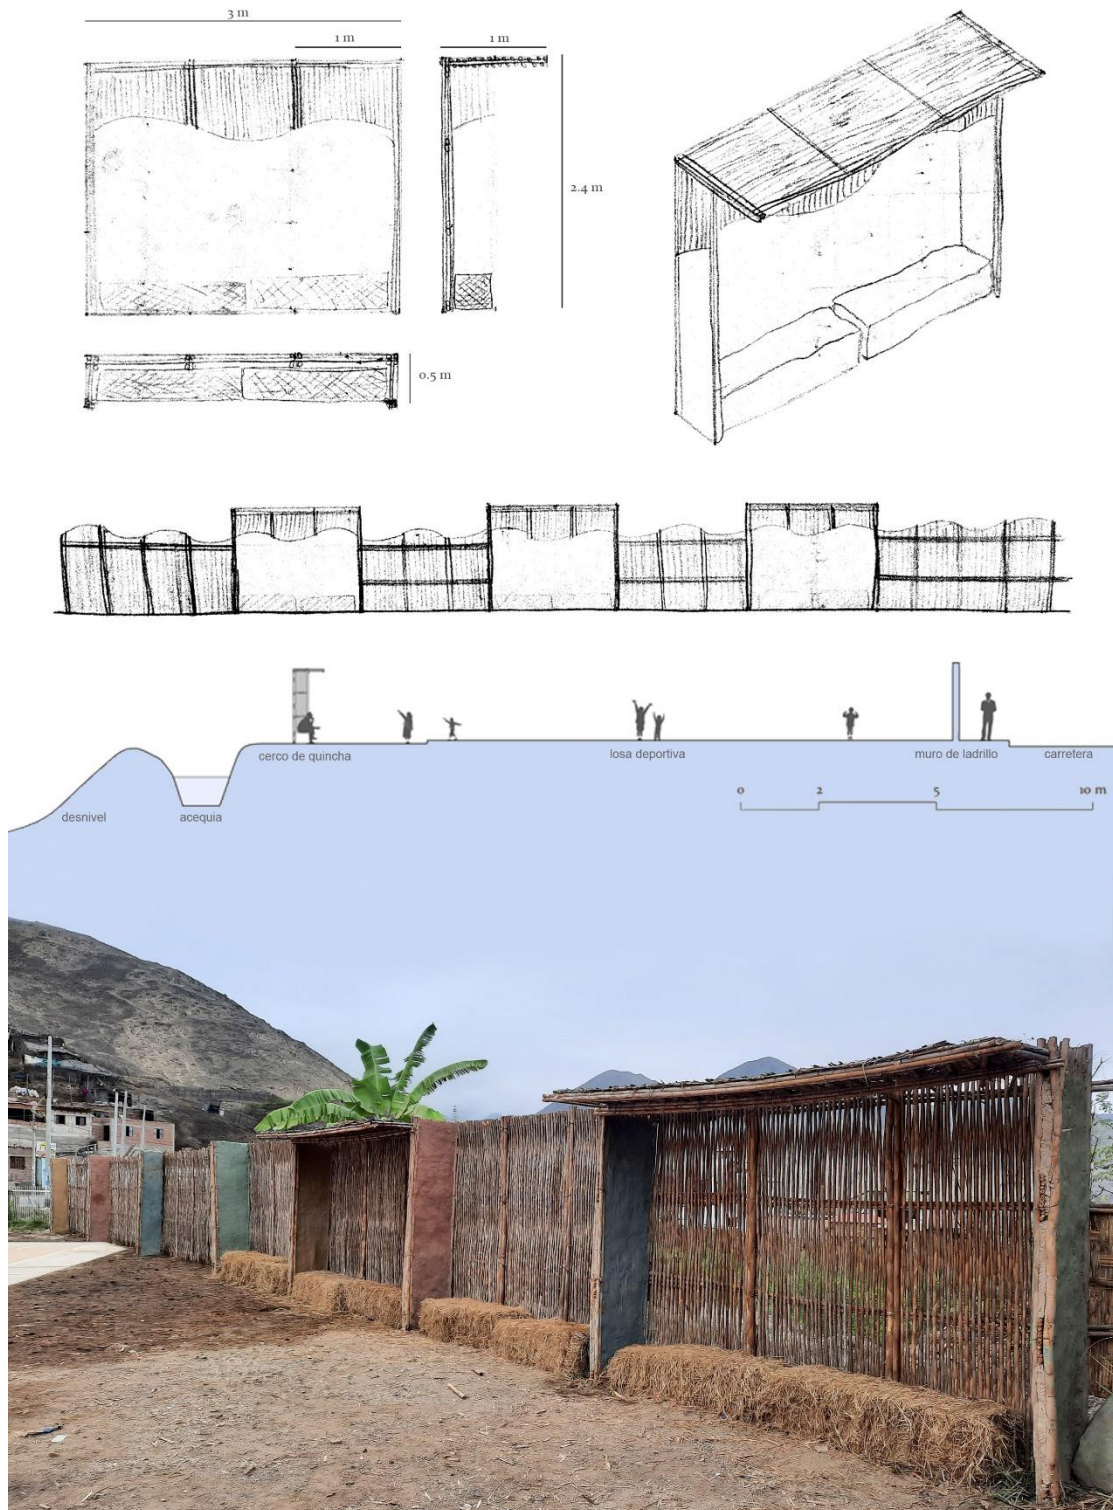 3 m
1 m
1 m
2.4 m
0.5 m
cerco de quincha
losa deportiva
muro de ladrillo
carretera
desnivel
acequia
0
2
5
10 m